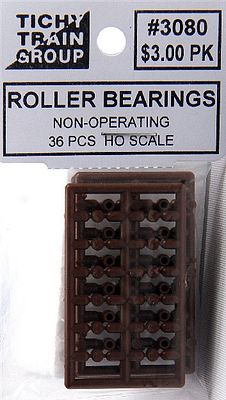 TICHY
TRAIN
GROUP
#3080
$3.00 PK
ROLLER BEARINGS
NON-OPERATING
36 PCS HO SCALE